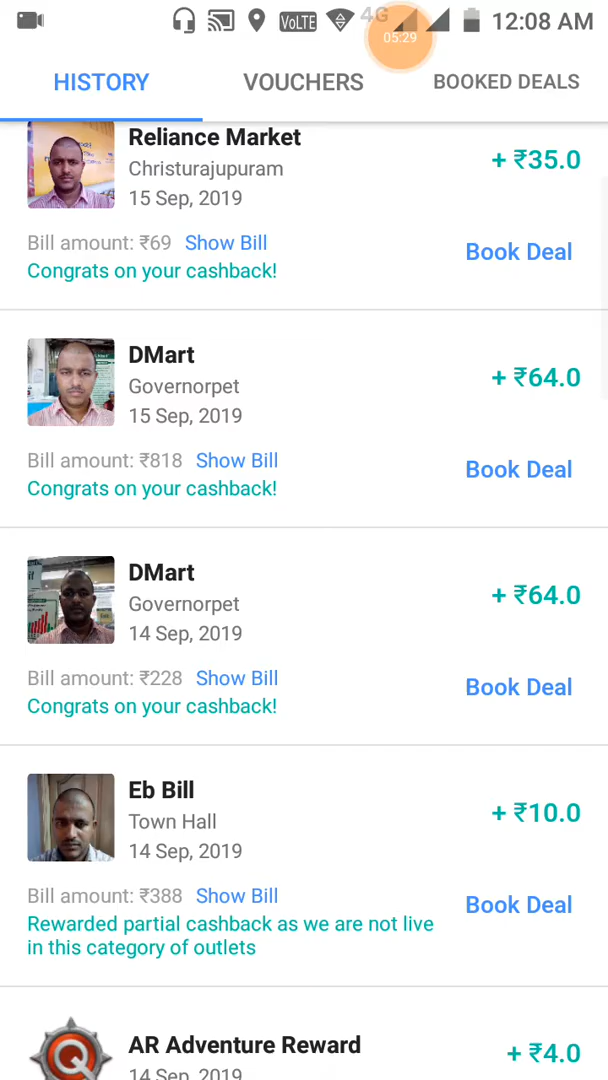 4G
VoLTE
12:08 AM
05:29
HISTORY
VOUCHERS
BOOKED DEALS
Reliance Market
Christurajupuram
15 Sep, 2019
+ ₹35.0
Bill amount: ₹69 Show Bill
Congrats on your cashback!
Book Deal
DMart
Governorpet
15 Sep, 2019
+ ₹64.0
Bill amount: ₹818 Show Bill
Congrats on your cashback!
Book Deal
DMart
Governorpet
14 Sep, 2019
+ ₹64.0
Bill amount: ₹228 Show Bill
Congrats on your cashback!
Book Deal
Eb Bill
Town Hall
14 Sep, 2019
+ ₹10.0
Bill amount: ₹388 Show Bill
Rewarded partial cashback as we are not live
in this category of outlets
Book Deal
AR Adventure Reward
14 Sep, 2019
+ ₹4.0